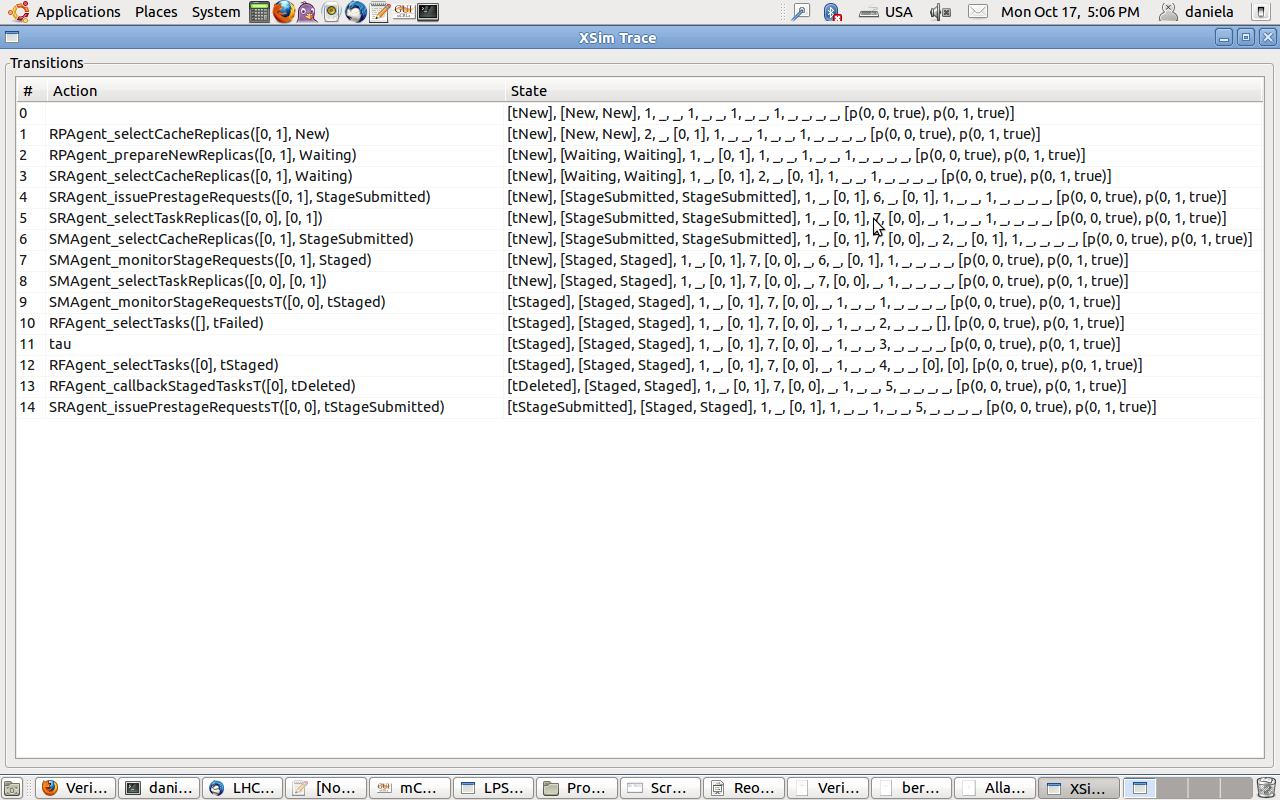 Applications Places System USA Mon Oct 17, 5:06 PM daniela
XSim Trace
Transitions
# Action State
0 [tNew], [New, New], 1, _, _, 1, _, _, 1, _, _, 1, _, _, _, _, [p(0, 0, true), p(0, 1, true)]
1 RPAgent_selectCacheReplicas([0, 1], New) [tNew], [New, New], 2, _, [0, 1], 1, _, _, 1, _, _, 1, _, _, _, _, [p(0, 0, true), p(0, 1, true)]
2 RPAgent_prepareNewReplicas([0, 1], Waiting) [tNew], [Waiting, Waiting], 1, _, [0, 1], 1, _, _, 1, _, _, 1, _, _, _, _, [p(0, 0, true), p(0, 1, true)]
3 SRAgent_selectCacheReplicas([0, 1], Waiting) [tNew], [Waiting, Waiting], 1, _, [0, 1], 2, _, [0, 1], 1, _, _, 1, _, _, _, _, [p(0, 0, true), p(0, 1, true)]
4 SRAgent_issuePrestageRequests([0, 1], StageSubmitted) [tNew], [StageSubmitted, StageSubmitted], 1, _, [0, 1], 6, _, [0, 1], 1, _, _, 1, _, _, _, _, [p(0, 0, true), p(0, 1, true)]
5 SRAgent_selectTaskReplicas([0, 0], [0, 1]) [tNew], [StageSubmitted, StageSubmitted], 1, _, [0, 1], 7, [0, 0], _, 1, _, _, 1, _, _, _, _, [p(0, 0, true), p(0, 1, true)]
6 SMAgent_selectCacheReplicas([0, 1], StageSubmitted) [tNew], [StageSubmitted, StageSubmitted], 1, _, [0, 1], 7, [0, 0], _, 2, _, [0, 1], 1, _, _, _, _, [p(0, 0, true), p(0, 1, true)]
7 SMAgent_monitorStageRequests([0, 1], Staged) [tNew], [Staged, Staged], 1, _, [0, 1], 7, [0, 0], _, 6, _, [0, 1], 1, _, _, _, _, [p(0, 0, true), p(0, 1, true)]
8 SMAgent_selectTaskReplicas([0, 0], [0, 1]) [tNew], [Staged, Staged], 1, _, [0, 1], 7, [0, 0], _, 7, [0, 0], _, 1, _, _, _, _, [p(0, 0, true), p(0, 1, true)]
9 SMAgent_monitorStageRequestsT([0, 0], tStaged) [tStaged], [Staged, Staged], 1, _, [0, 1], 7, [0, 0], _, 1, _, _, 1, _, _, _, _, [p(0, 0, true), p(0, 1, true)]
10 RFAgent_selectTasks([], tFailed) [tStaged], [Staged, Staged], 1, _, [0, 1], 7, [0, 0], _, 1, _, _, 2, _, _, _, [], [p(0, 0, true), p(0, 1, true)]
11 tau [tStaged], [Staged, Staged], 1, _, [0, 1], 7, [0, 0], _, 1, _, _, 3, _, _, _, _, [p(0, 0, true), p(0, 1, true)]
12 RFAgent_selectTasks([0], tStaged) [tStaged], [Staged, Staged], 1, _, [0, 1], 7, [0, 0], _, 1, _, _, 4, _, _, [0], [0], [p(0, 0, true), p(0, 1, true)]
13 RFAgent_callbackStagedTasksT([0], tDeleted) [tDeleted], [Staged, Staged], 1, _, [0, 1], 7, [0, 0], _, 1, _, _, 5, _, _, _, _, [p(0, 0, true), p(0, 1, true)]
14 SRAgent_issuePrestageRequestsT([0, 0], tStageSubmitted) [tStageSubmitted], [Staged, Staged], 1, _, [0, 1], 1, _, _, 1, _, _, 5, _, _, _, _, [p(0, 0, true), p(0, 1, true)]
Veri... dani... LHC... [No... mC... LPS... Pro... Scr... Reo... Veri... ber... Alla... XSi...